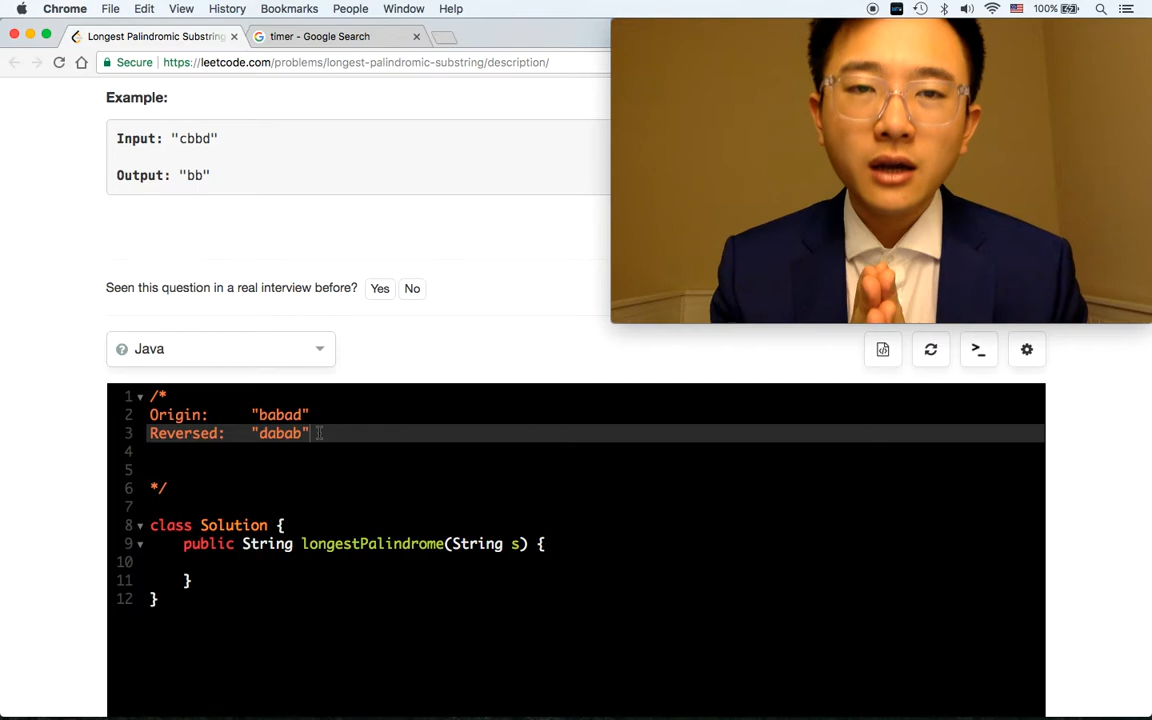 Chrome File Edit View History Bookmarks People Window Help 100%
Longest Palindromic Substring timer - Google Search
Secure https://leetcode.com/problems/longest-palindromic-substring/description/
Example:
Input: "cbbd"
Output: "bb"
Seen this question in a real interview before? Yes No
? Java >_
1 /*
2 Origin: "babad"
3 Reversed: "dabab"
4
5
6 */
7
8 class Solution {
9 public String longestPalindrome(String s) {
10
11 }
12 }